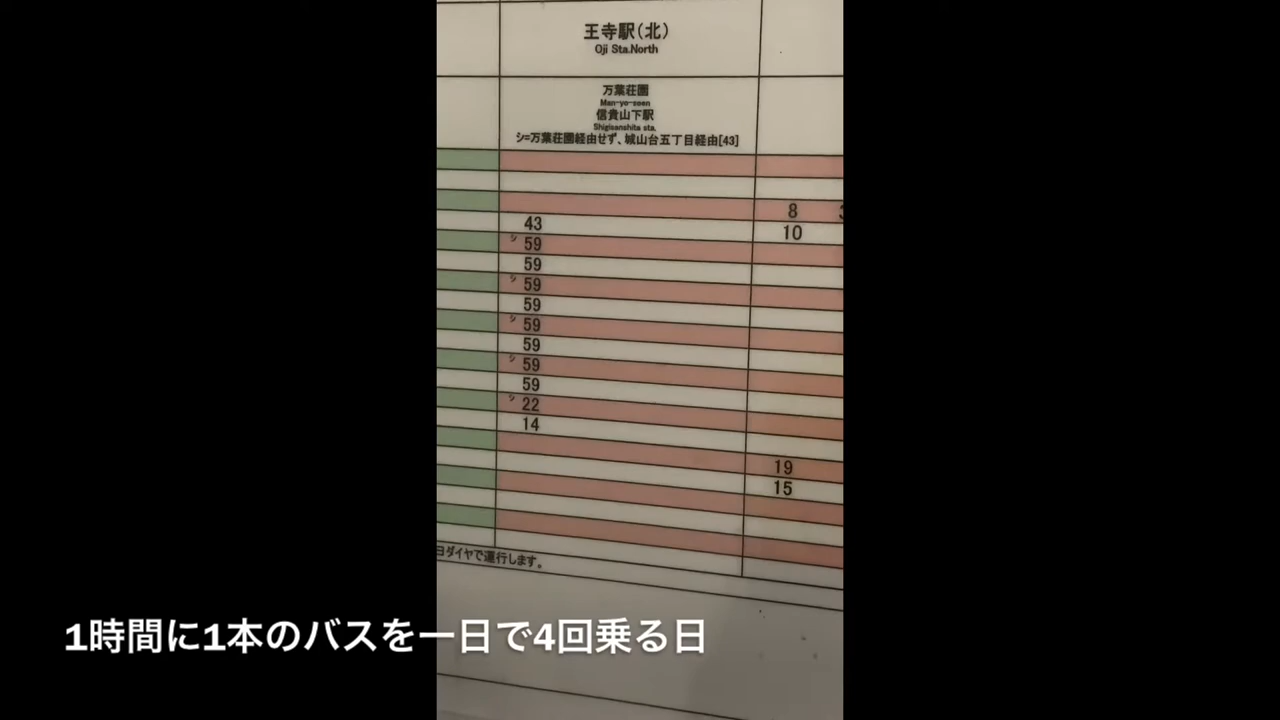 王寺駅(北)
Oji Sta.North
万葉荘園
Man-yo-soen
信貴山下駅
Shigisanshita sta.
シ=万葉荘園経由せず、城山台五丁目経由[43]
8
43
10
シ 59
59
シ 59
59
シ 59
59
シ 59
59
シ 22
14
19
15
日ダイヤで運行します。
1時間に1本のバスを一日で4回乗る日